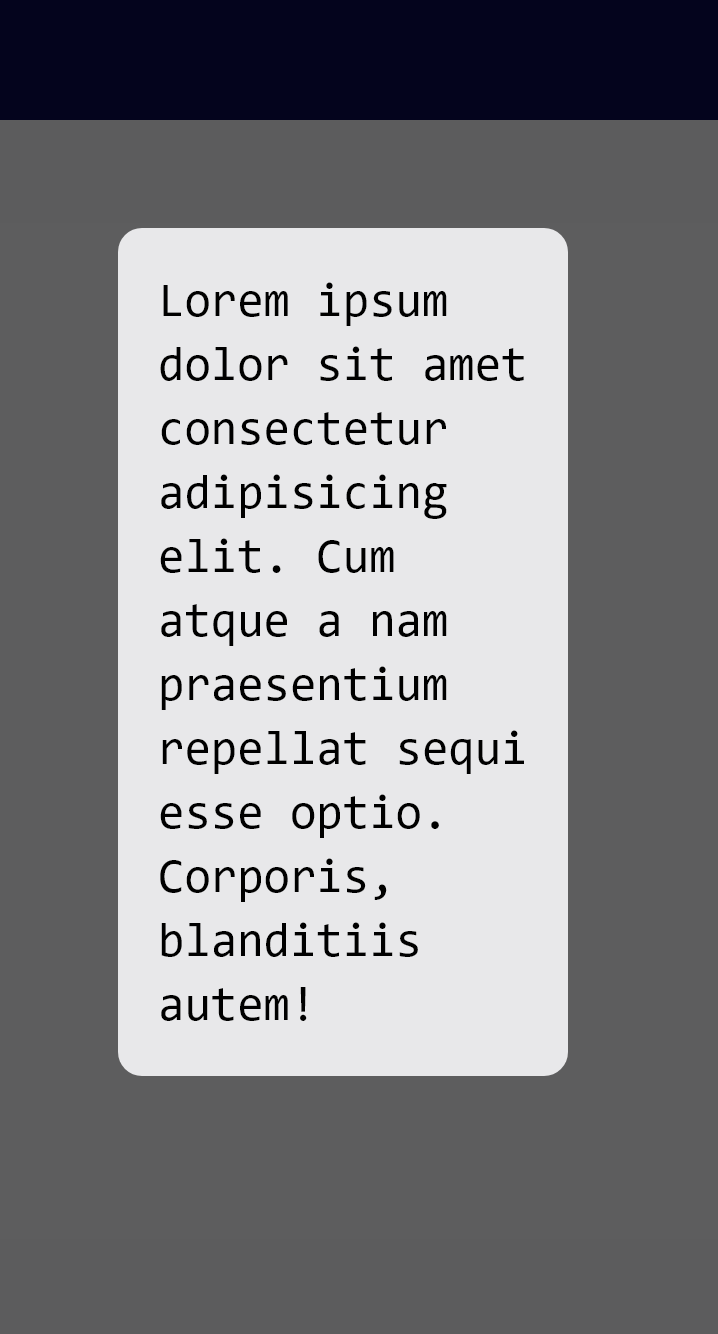 Lorem ipsum
dolor sit amet
consectetur
adipisicing
elit. Cum
atque a nam
praesentium
repellat sequi
esse optio.
Corporis,
blanditiis
autem!